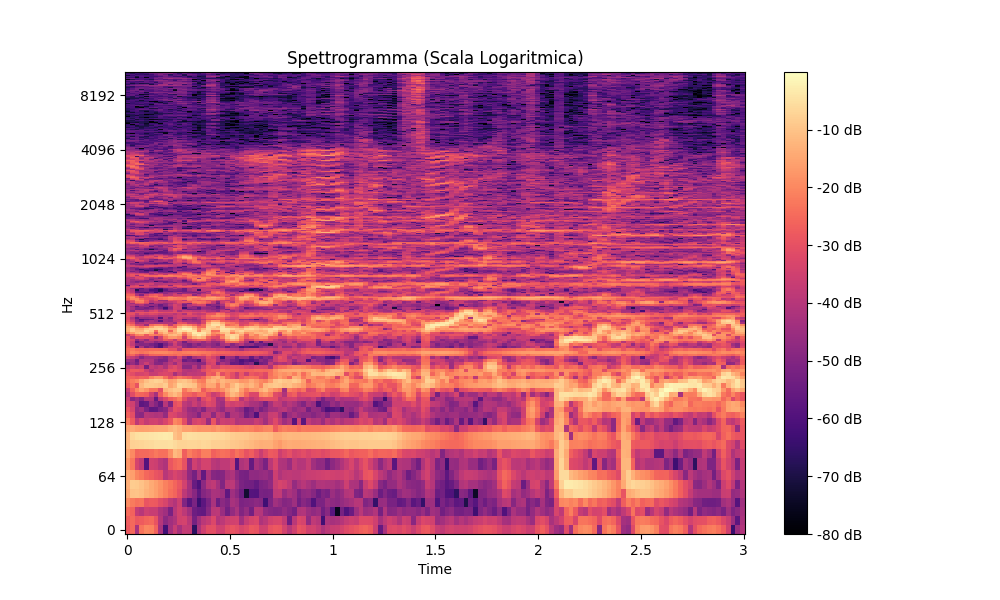 Spettrogramma (Scala Logaritmica)
Hz
8192
4096
2048
1024
512
256
128
64
0
0
0.5
1
1.5
2
2.5
3
Time
-10 dB
-20 dB
-30 dB
-40 dB
-50 dB
-60 dB
-70 dB
-80 dB